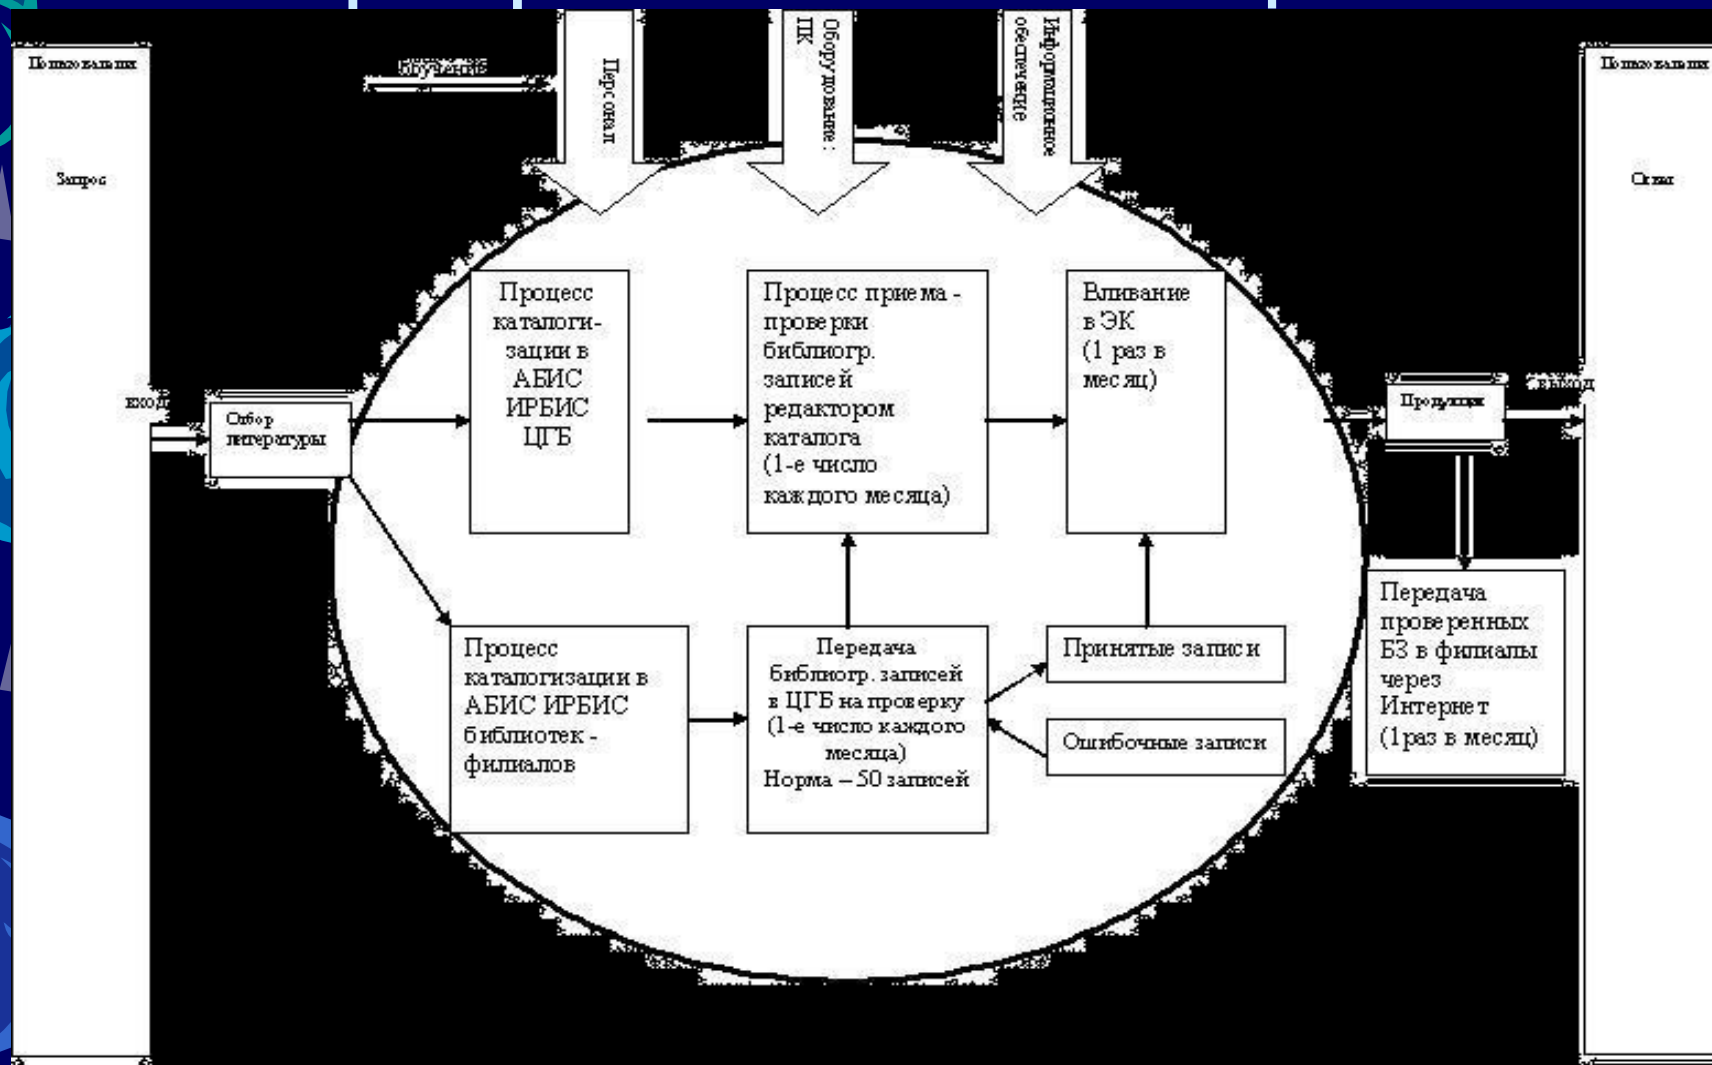 обучение
Персонал
Оборудование:
ПК
Информационное
обеспечение
Запрос
вход
Отбор
литературы
Процесс
каталоги-
зации в
АБИС
ИРБИС
ЦГБ
Процесс приема -
проверки
библиогр.
записей
редактором
каталога
(1-е число
каждого месяца)
Вливание
в ЭК
(1 раз в
месяц)
Продукция
выход
Процесс
каталогизации в
АБИС ИРБИС
библиотек -
филиалов
Передача
библиогр. записей
в ЦГБ на проверку
(1-е число каждого
месяца)
Норма – 50 записей
Принятые записи
Ошибочные записи
Передача
проверенных
БЗ в филиалы
через
Интернет
(1раз в месяц)